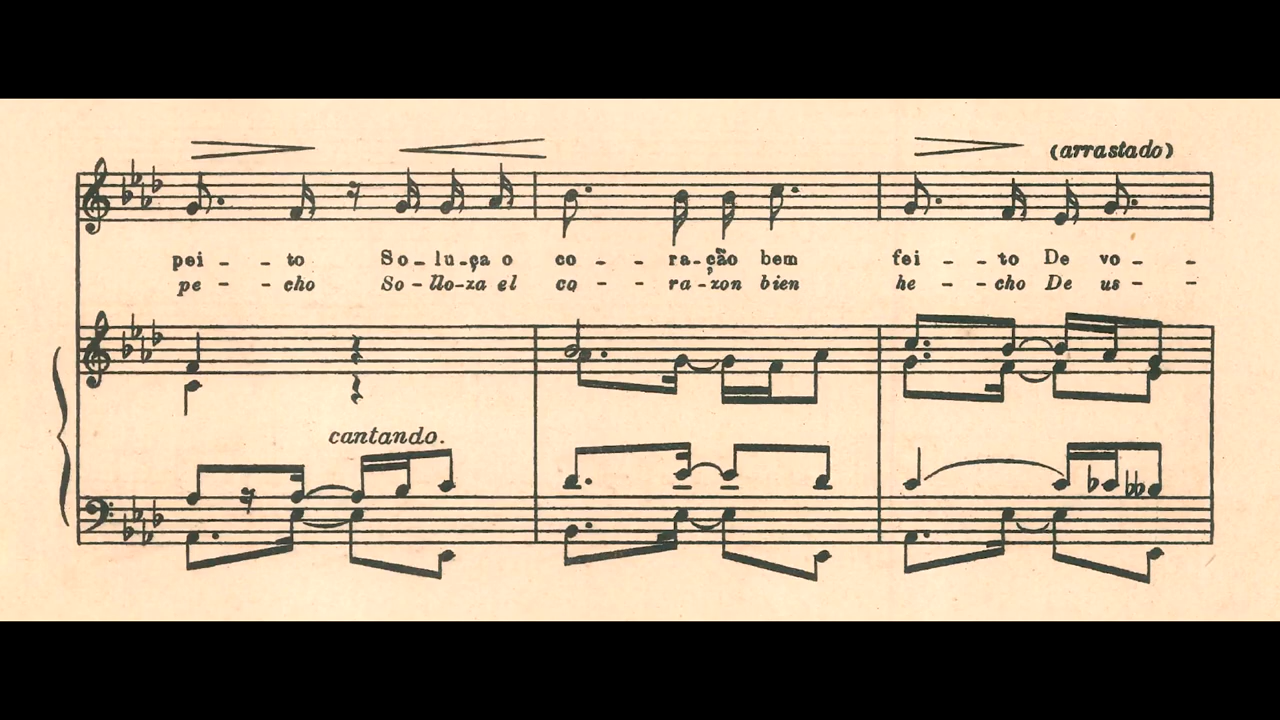 (arrastado)
pei - - to So - lu - ça o co - - - ra - ção bem fei - - to De vo - -
pe - - cho So - llo - za el co - - - ra - zon bien he - - cho De us - -
cantando.